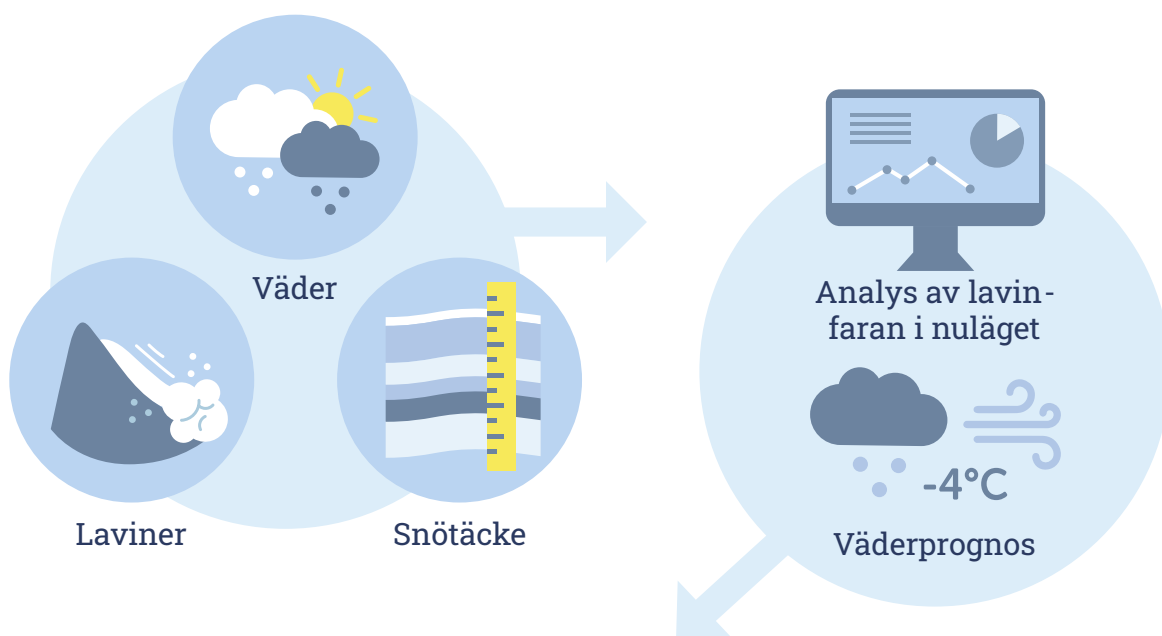 Väder
Laviner
Snötäcke
Analys av lavin-
faran i nuläget
-4°C
Väderprognos